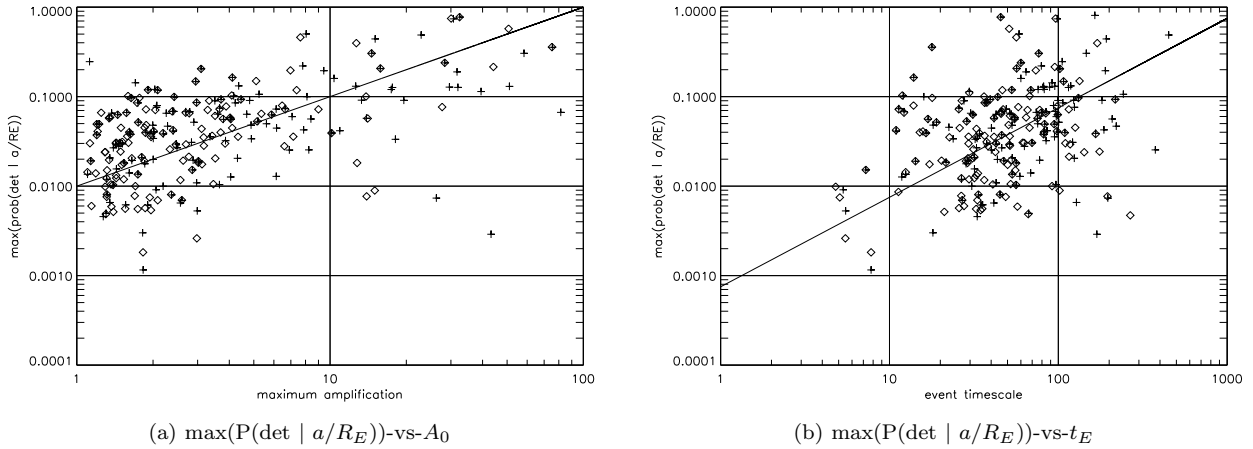 1.0000
0.1000
0.0100
0.0010
0.0001
max(prob(det | a/RE))
1
10
100
maximum amplification
(a) max(P(det | a/R_E))-vs-A_0
1.0000
0.1000
0.0100
0.0010
0.0001
max(prob(det | a/RE))
1
10
100
1000
event timescale
(b) max(P(det | a/R_E))-vs-t_E